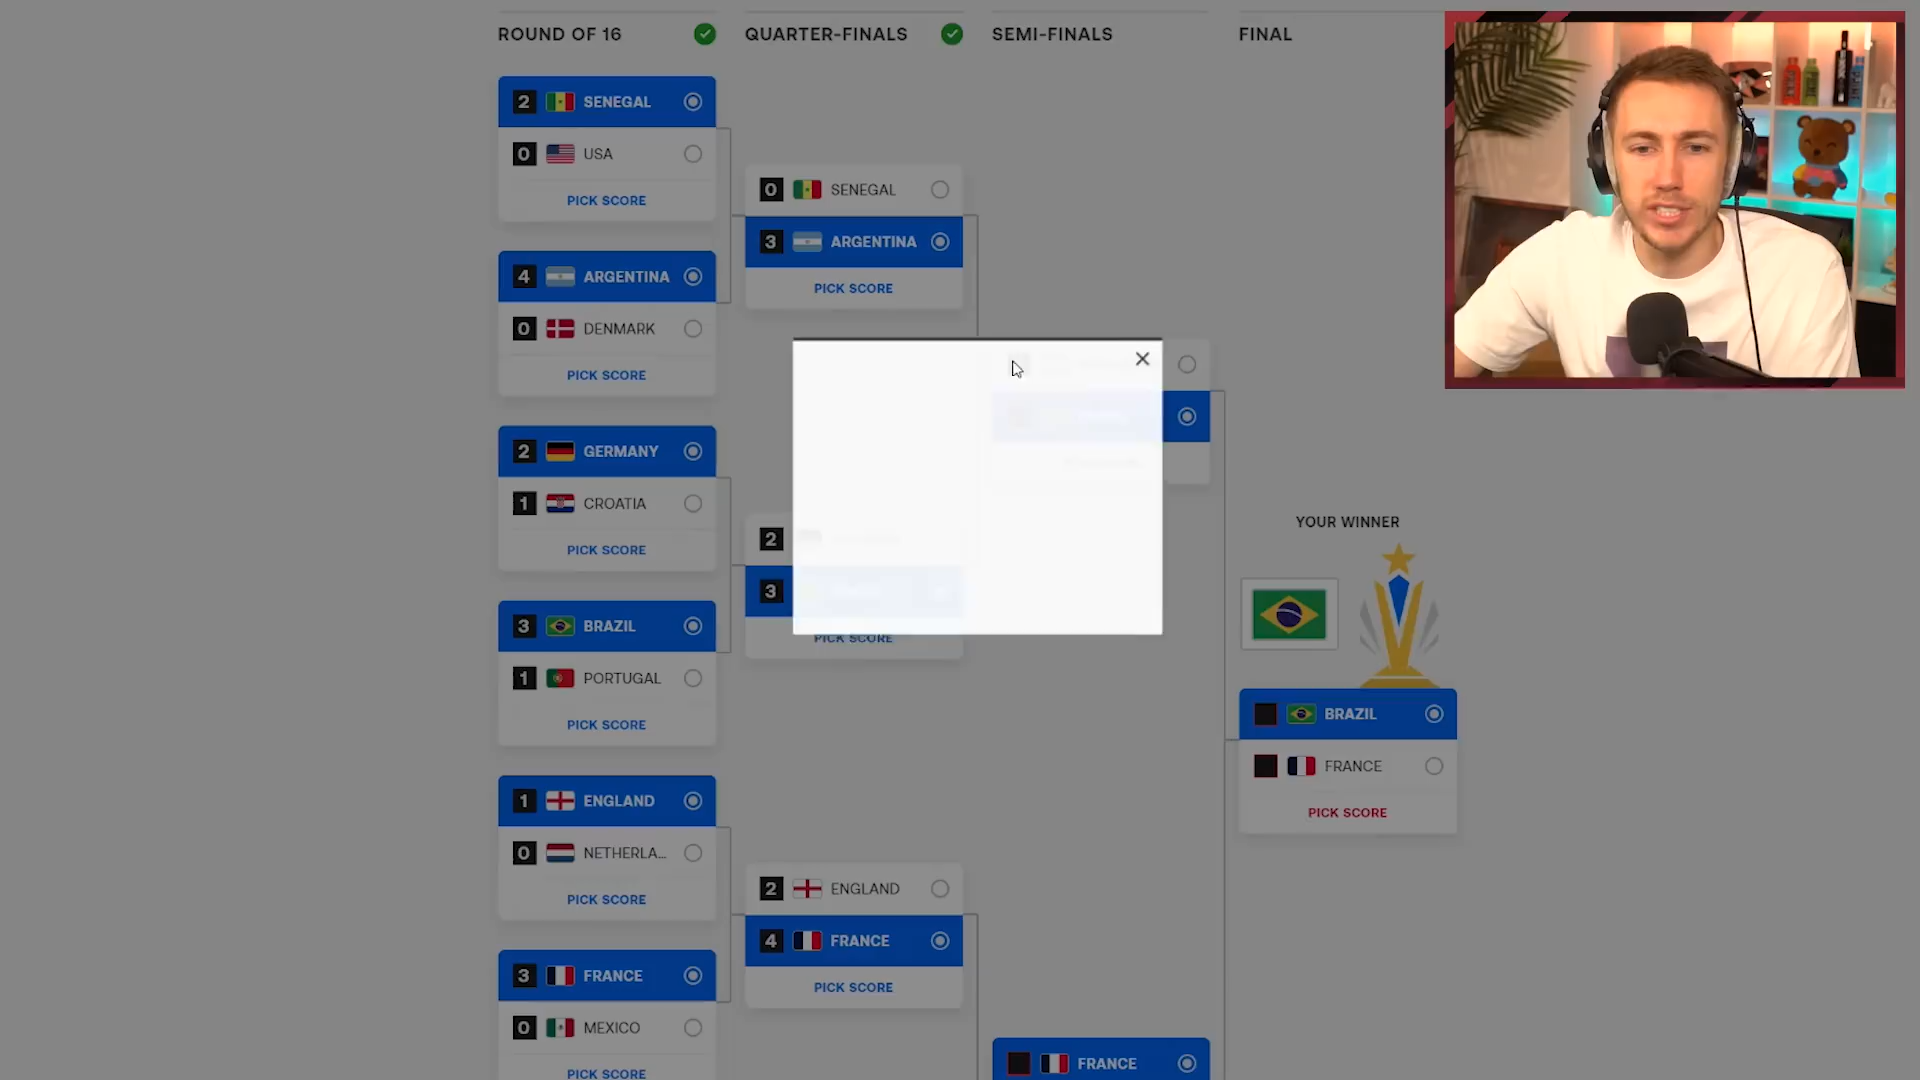 ROUND OF 16
2 SENEGAL
0 USA
PICK SCORE
4 ARGENTINA
0 DENMARK
PICK SCORE
2 GERMANY
1 CROATIA
PICK SCORE
3 BRAZIL
1 PORTUGAL
PICK SCORE
1 ENGLAND
0 NETHERLA...
PICK SCORE
3 FRANCE
0 MEXICO
PICK SCORE
QUARTER-FINALS
0 SENEGAL
3 ARGENTINA
PICK SCORE
2
3
PICK SCORE
2 ENGLAND
4 FRANCE
PICK SCORE
SEMI-FINALS
FRANCE
FINAL
YOUR WINNER
BRAZIL
FRANCE
PICK SCORE